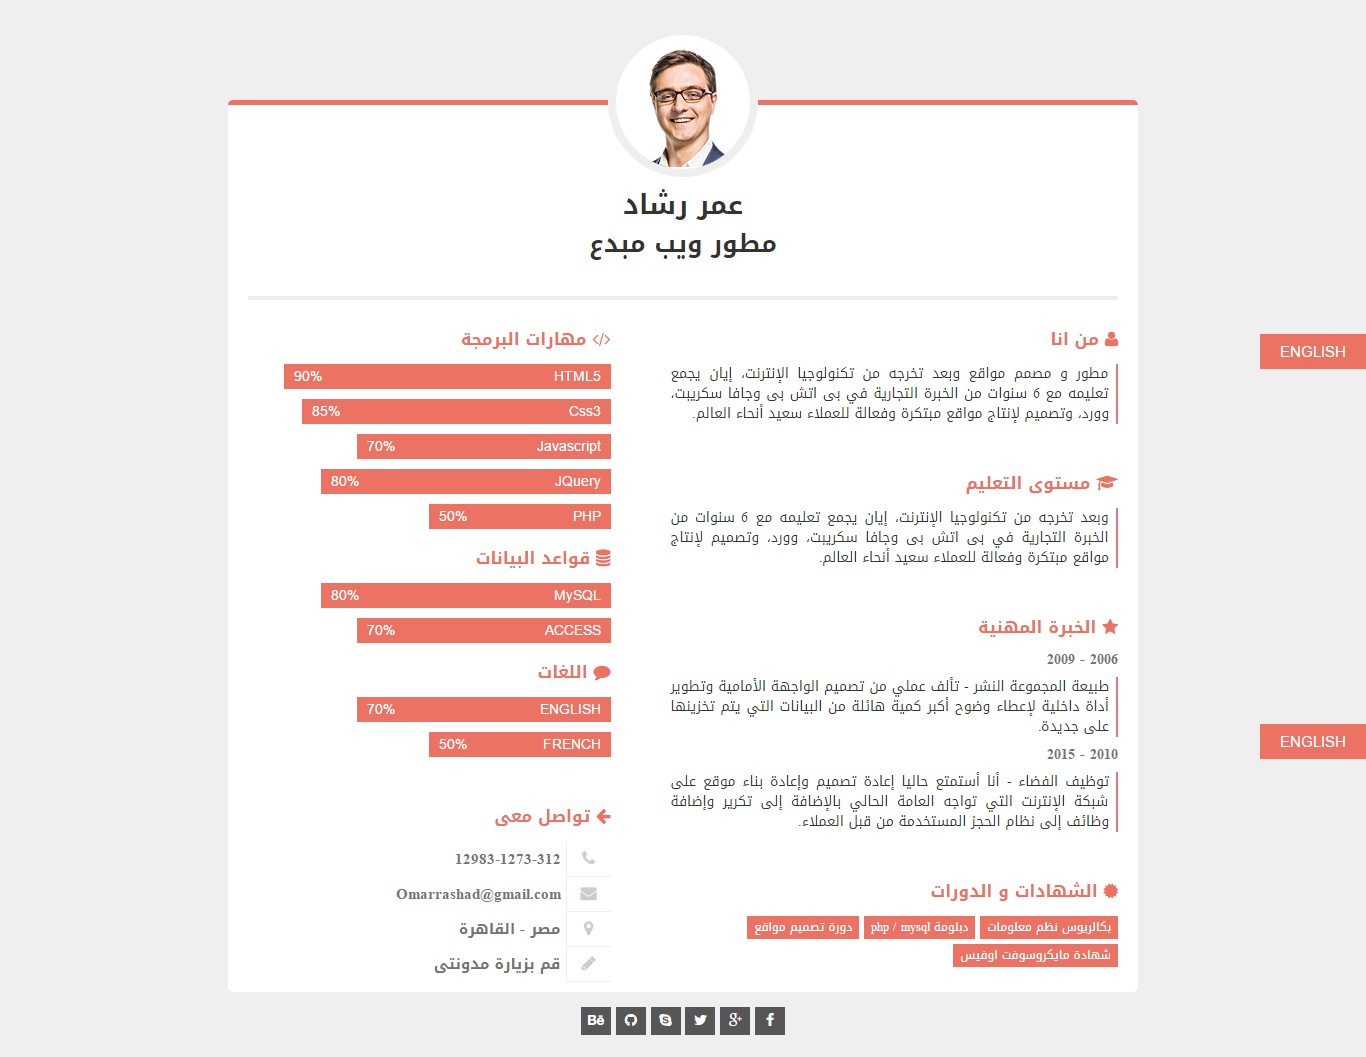 عمر رشاد
مطور ويب مبدع
من انا
مطور و مصمم مواقع وبعد تخرجه من تكنولوجيا الإنترنت، إيان يجمع
تعليمه مع 6 سنوات من الخبرة التجارية في بى اتش بى وجافا سكريبت،
وورد، وتصميم لإنتاج مواقع مبتكرة وفعالة للعملاء سعيد أنحاء العالم.
مستوى التعليم
وبعد تخرجه من تكنولوجيا الإنترنت، إيان يجمع تعليمه مع 6 سنوات من
الخبرة التجارية في بى اتش بى وجافا سكريبت، وورد، وتصميم لإنتاج
مواقع مبتكرة وفعالة للعملاء سعيد أنحاء العالم.
الخبرة المهنية
2009 - 2006
طبيعة المجموعة النشر - تألف عملي من تصميم الواجهة الأمامية وتطوير
أداة داخلية لإعطاء وضوح أكبر كمية هائلة من البيانات التي يتم تخزينها
على جديدة.
2015 - 2010
توظيف الفضاء - أنا أستمتع حاليا إعادة تصميم وإعادة بناء موقع على
شبكة الإنترنت التي تواجه العامة الحالي بالإضافة إلى تكرير وإضافة
وظائف إلى نظام الحجز المستخدمة من قبل العملاء.
الشهادات و الدورات
بكالريوس نظم معلومات
دبلومة php / mysql
دورة تصميم مواقع
شهادة مايكروسوفت اوفيس
مهارات البرمجة
HTML5 90%
Css3 85%
Javascript 70%
JQuery 80%
PHP 50%
قواعد البيانات
MySQL 80%
ACCESS 70%
اللغات
ENGLISH 70%
FRENCH 50%
تواصل معى
12983-1273-312
Omarrashad@gmail.com
مصر - القاهرة
قم بزيارة مدونتى
ENGLISH
ENGLISH